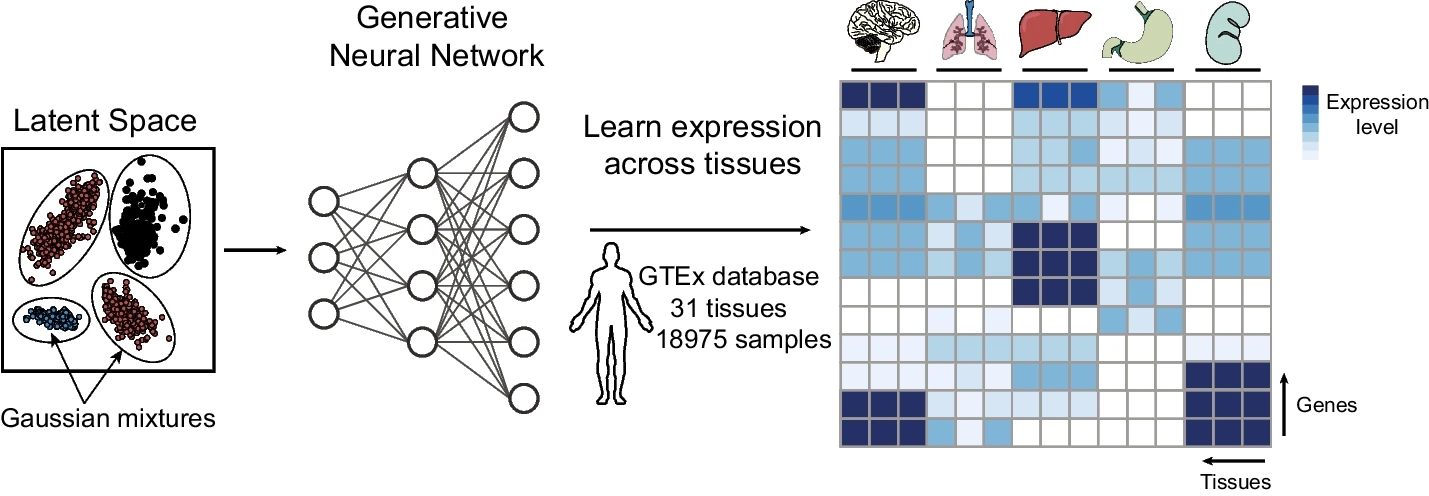 Generative
Neural Network
Latent Space
Gaussian mixtures
Learn expression
across tissues
GTEx database
31 tissues
18975 samples
Expression
level
Genes
Tissues